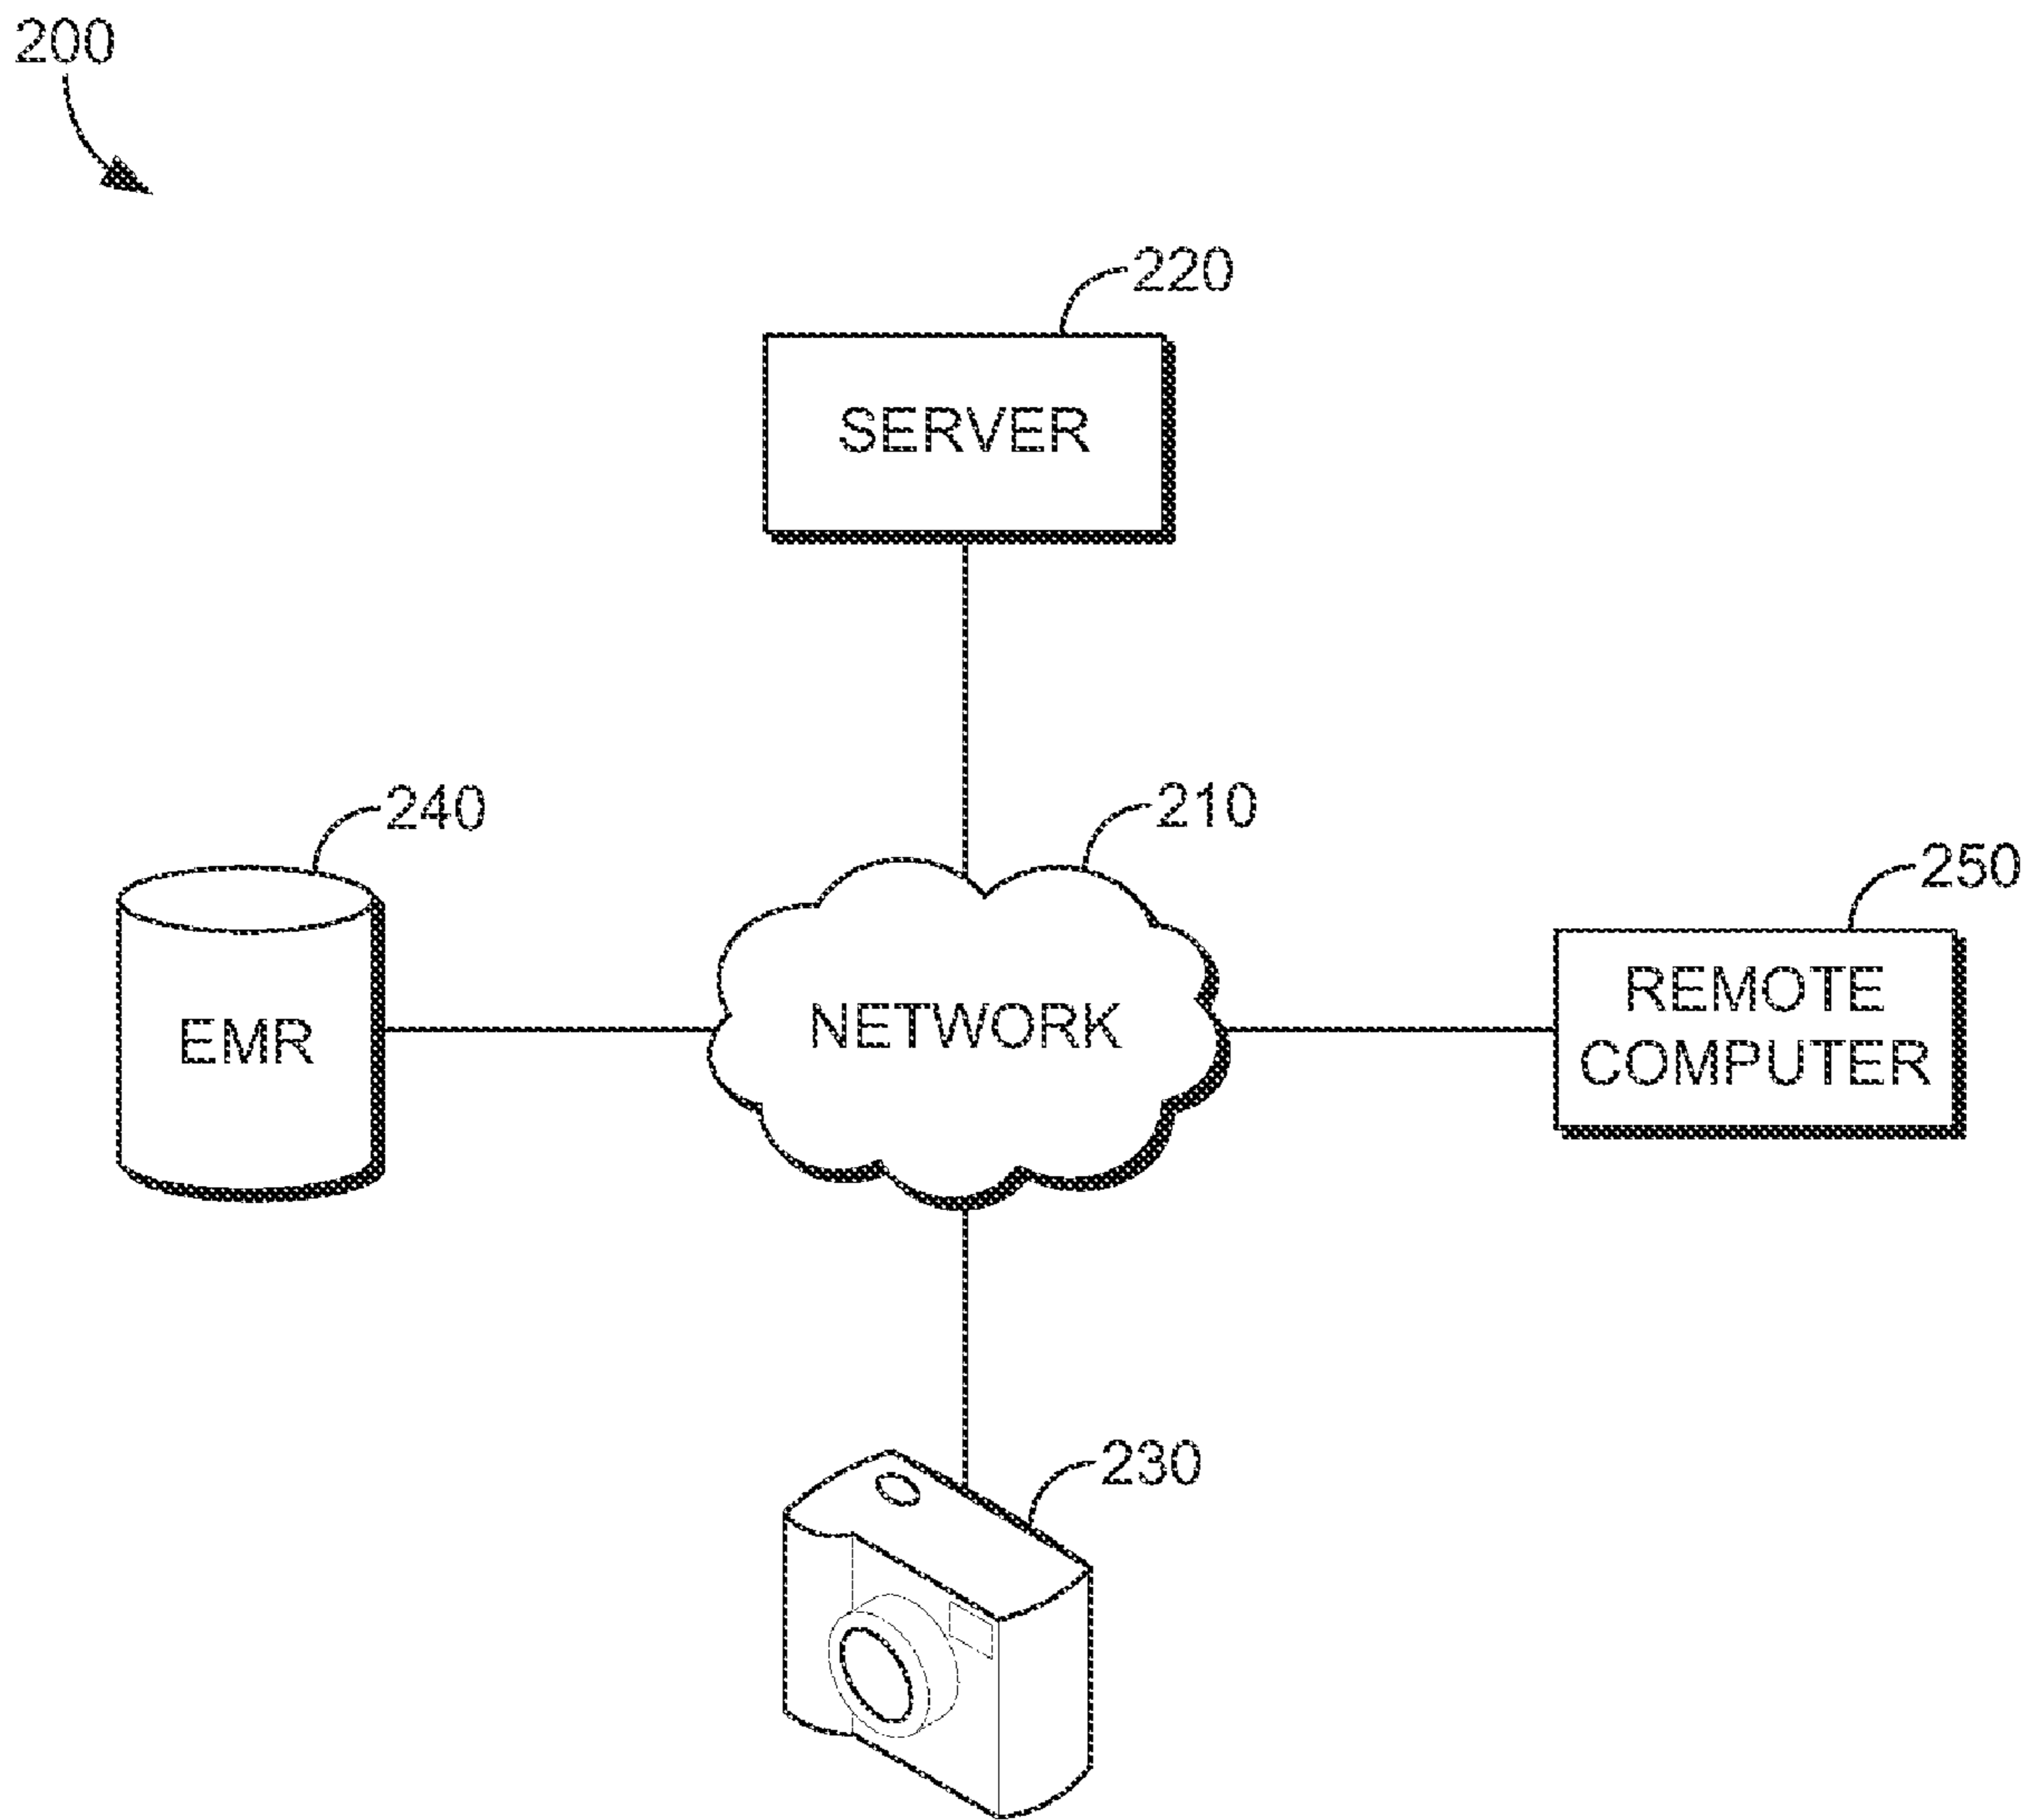 200
220
SERVER
240
210
250
EMR
NETWORK
REMOTE
COMPUTER
230